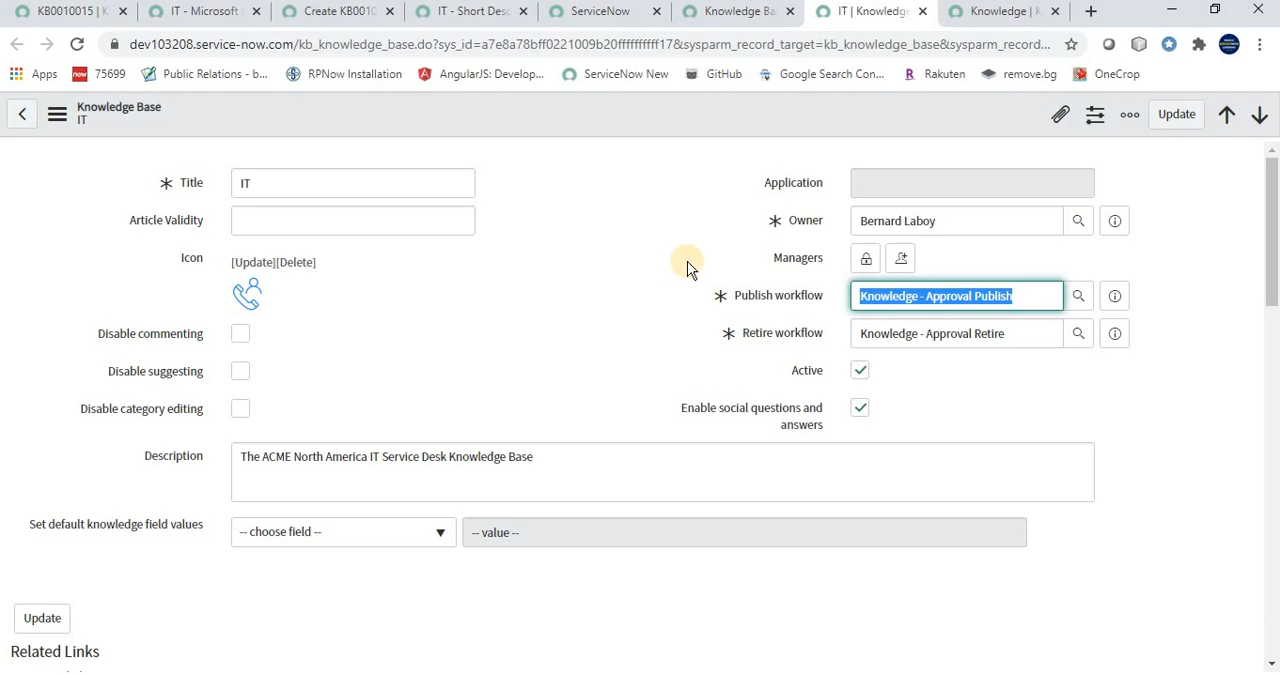 KB0010015 | K
IT - Microsoft
Create KB0010
IT - Short Desc
ServiceNow
Knowledge Ba
IT | Knowledg
Knowledge | K
dev103208.service-now.com/kb_knowledge_base.do?sys_id=a7e8a78bff0221009b20ffffffffff17&sysparm_record_target=kb_knowledge_base&sysparm_record...
Apps
now 75699
Public Relations - b...
RPNow Installation
AngularJS: Develop...
ServiceNow New
GitHub
Google Search Con...
R Rakuten
remove.bg
OneCrop
Knowledge Base
IT
Update
Title
IT
Application
Article Validity
Owner
Bernard Laboy
Icon
[Update][Delete]
Managers
Publish workflow
Knowledge - Approval Publish
Disable commenting
Retire workflow
Knowledge - Approval Retire
Disable suggesting
Active
Disable category editing
Enable social questions and
answers
Description
The ACME North America IT Service Desk Knowledge Base
Set default knowledge field values
-- choose field --
-- value --
Update
Related Links